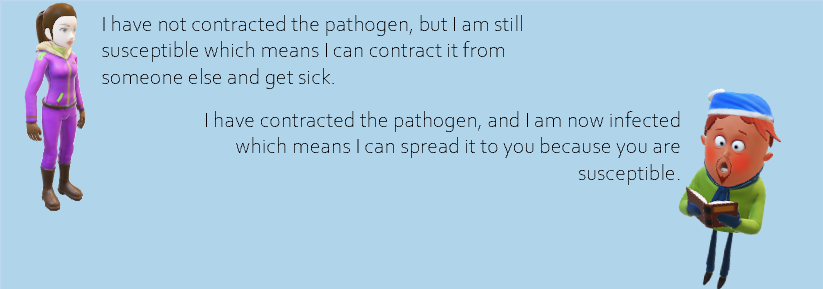 I have not contracted the pathogen, but I am still
susceptible which means I can contract it from
someone else and get sick.
I have contracted the pathogen, and I am now infected
which means I can spread it to you because you are
susceptible.